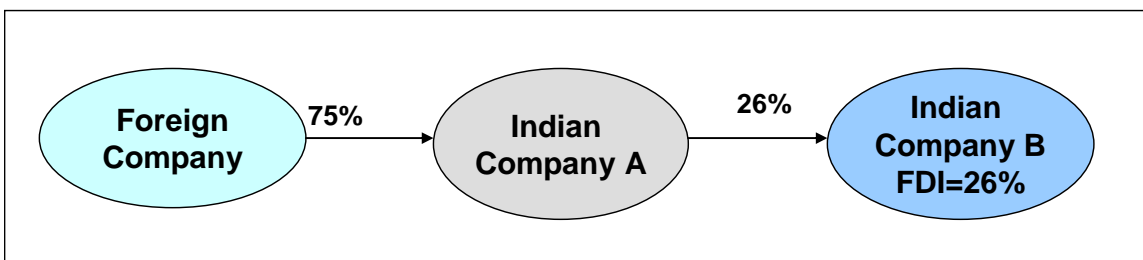 Foreign
Company
75%
Indian
Company A
26%
Indian
Company B
FDI=26%